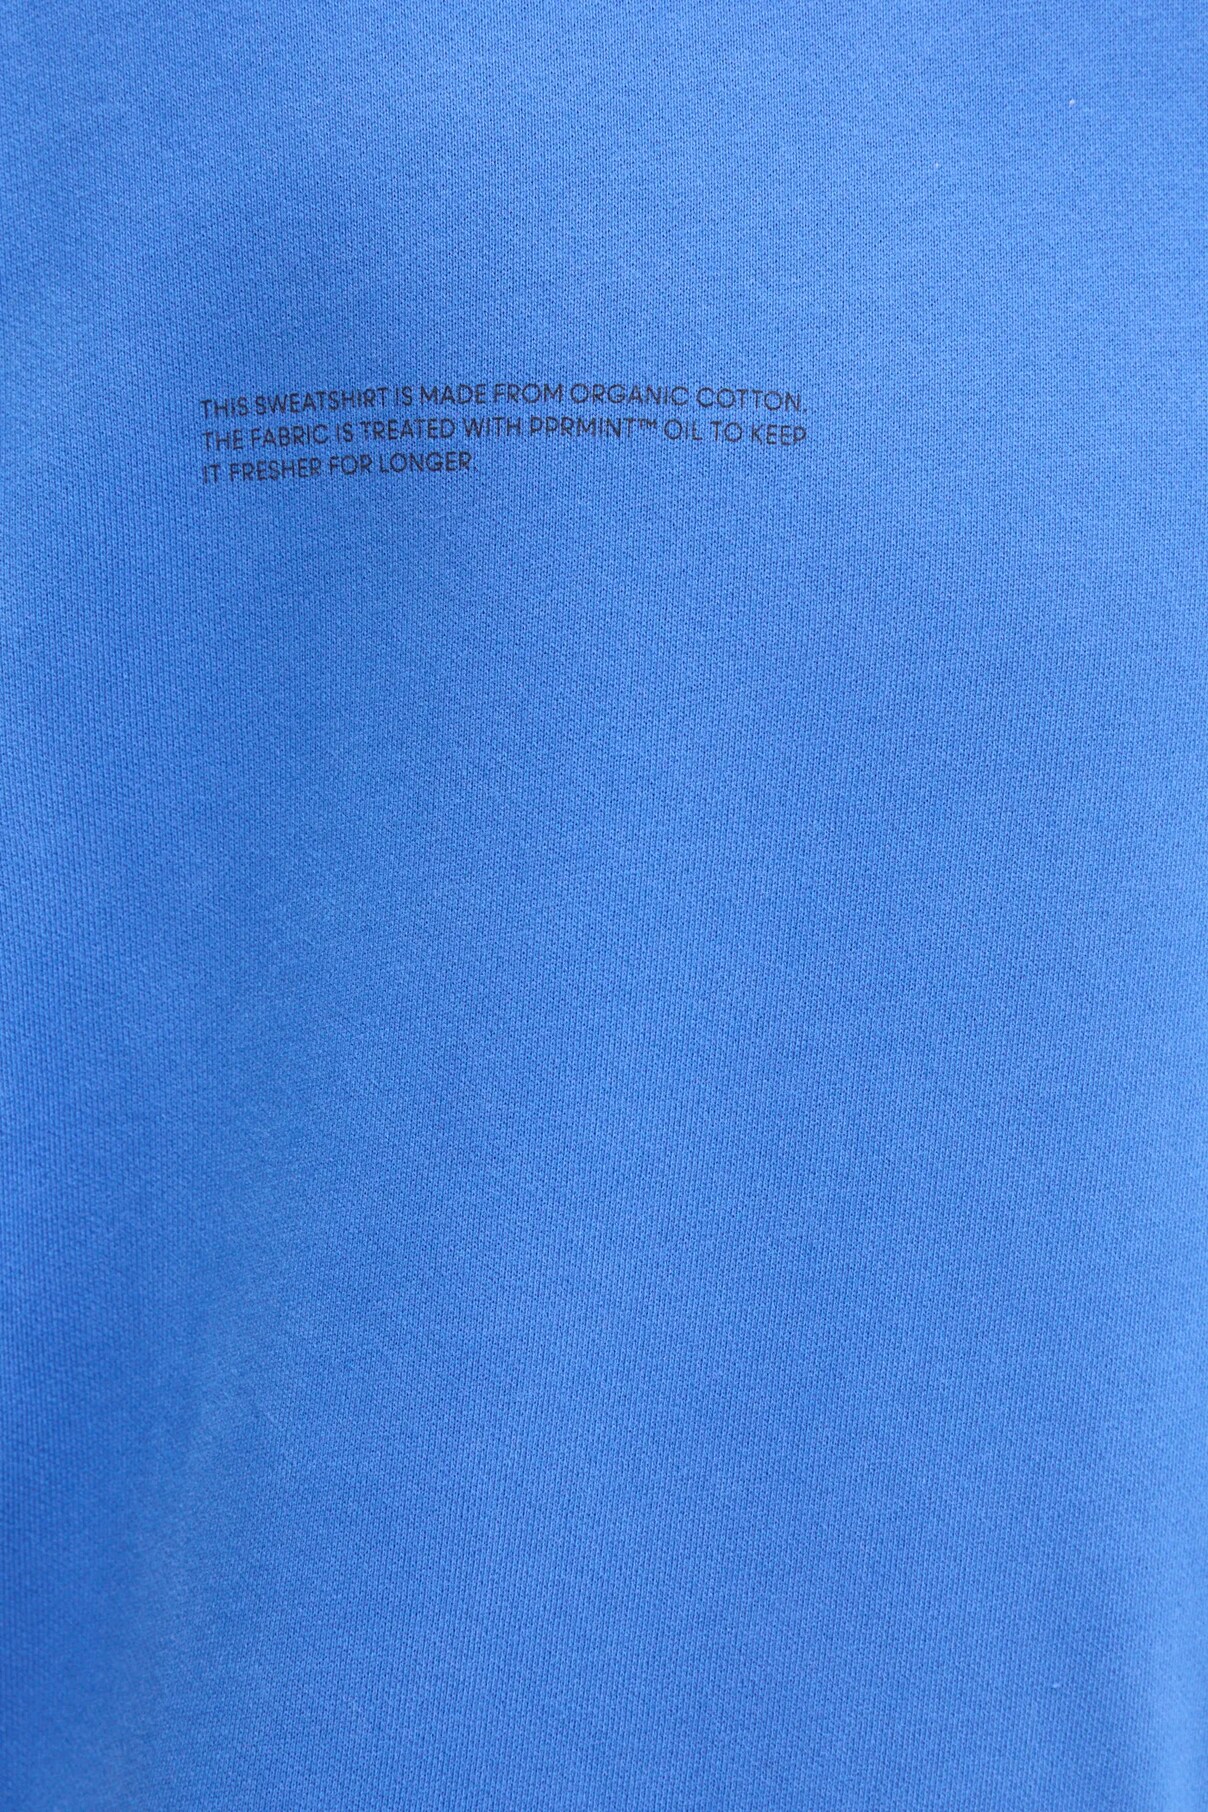 THIS SWEATSHIRT IS MADE FROM ORGANIC COTTON.
THE FABRIC IS TREATED WITH PPRMINT™ OIL TO KEEP
IT FRESHER FOR LONGER.